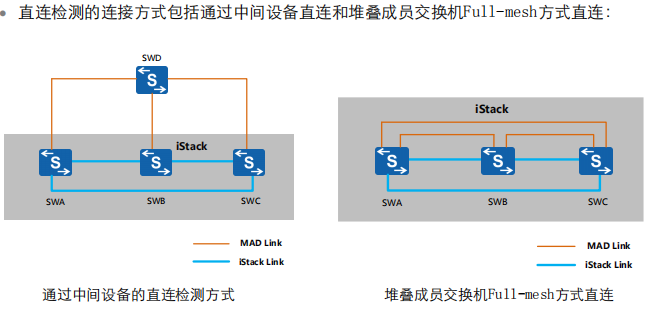 直连检测的连接方式包括通过中间设备直连和堆叠成员交换机Full-mesh方式直连：
SWD
S
iStack
S
S
S
SWA
SWB
SWC
MAD Link
iStack Link
通过中间设备的直连检测方式
iStack
S
S
S
SWA
SWB
SWC
MAD Link
iStack Link
堆叠成员交换机Full-mesh方式直连